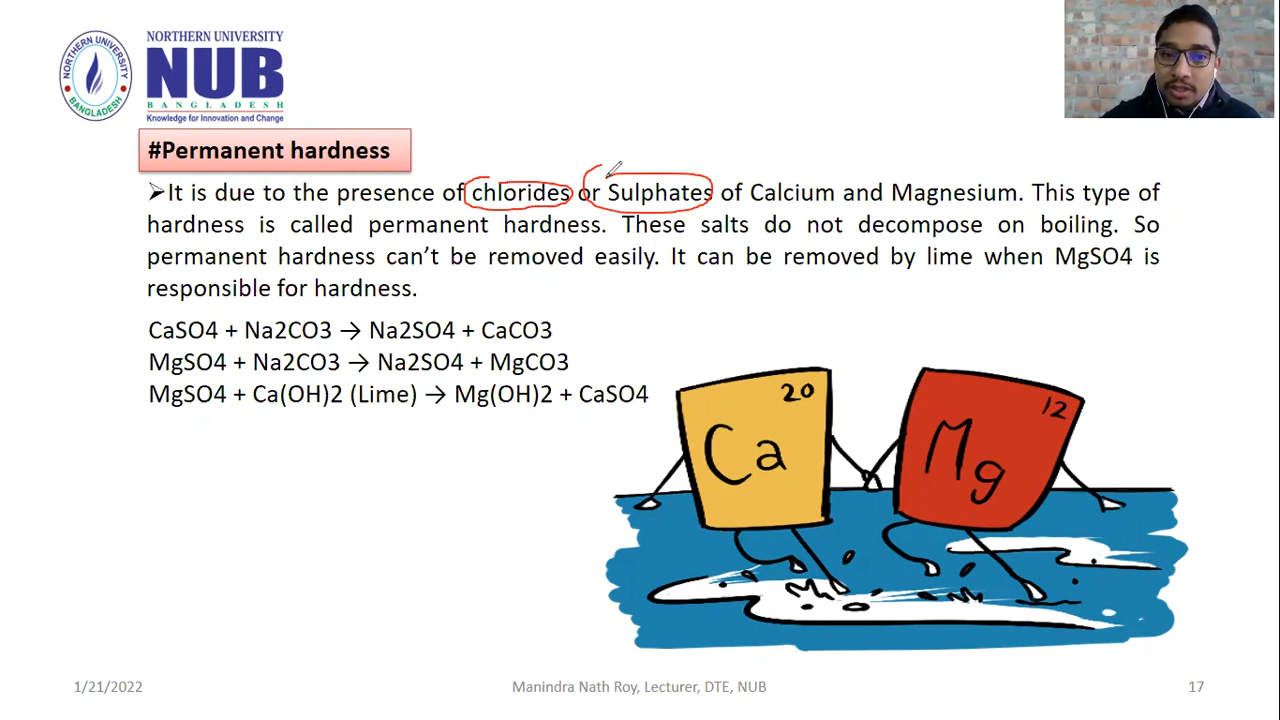 NORTHERN UNIVERSITY
BANGLADESH
NORTHERN UNIVERSITY
NUB
BANGLADESH
Knowledge for Innovation and Change
#Permanent hardness
➢It is due to the presence of chlorides or Sulphates of Calcium and Magnesium. This type of
hardness is called permanent hardness. These salts do not decompose on boiling. So
permanent hardness can’t be removed easily. It can be removed by lime when MgSO4 is
responsible for hardness.
CaSO4 + Na2CO3 → Na2SO4 + CaCO3
MgSO4 + Na2CO3 → Na2SO4 + MgCO3
MgSO4 + Ca(OH)2 (Lime) → Mg(OH)2 + CaSO4
20
Ca
12
Mg
1/21/2022
Manindra Nath Roy, Lecturer, DTE, NUB
17